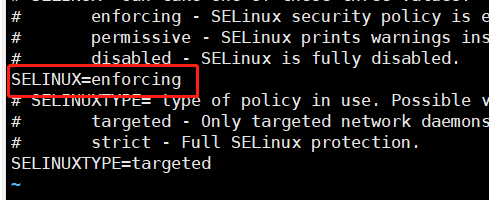 #       enforcing - SELinux security policy is e
#       permissive - SELinux prints warnings ins
#       disabled - SELinux is fully disabled.
SELINUX=enforcing
# SELINUXTYPE= type of policy in use. Possible v
#       targeted - Only targeted network daemons
#       strict - Full SELinux protection.
SELINUXTYPE=targeted
~